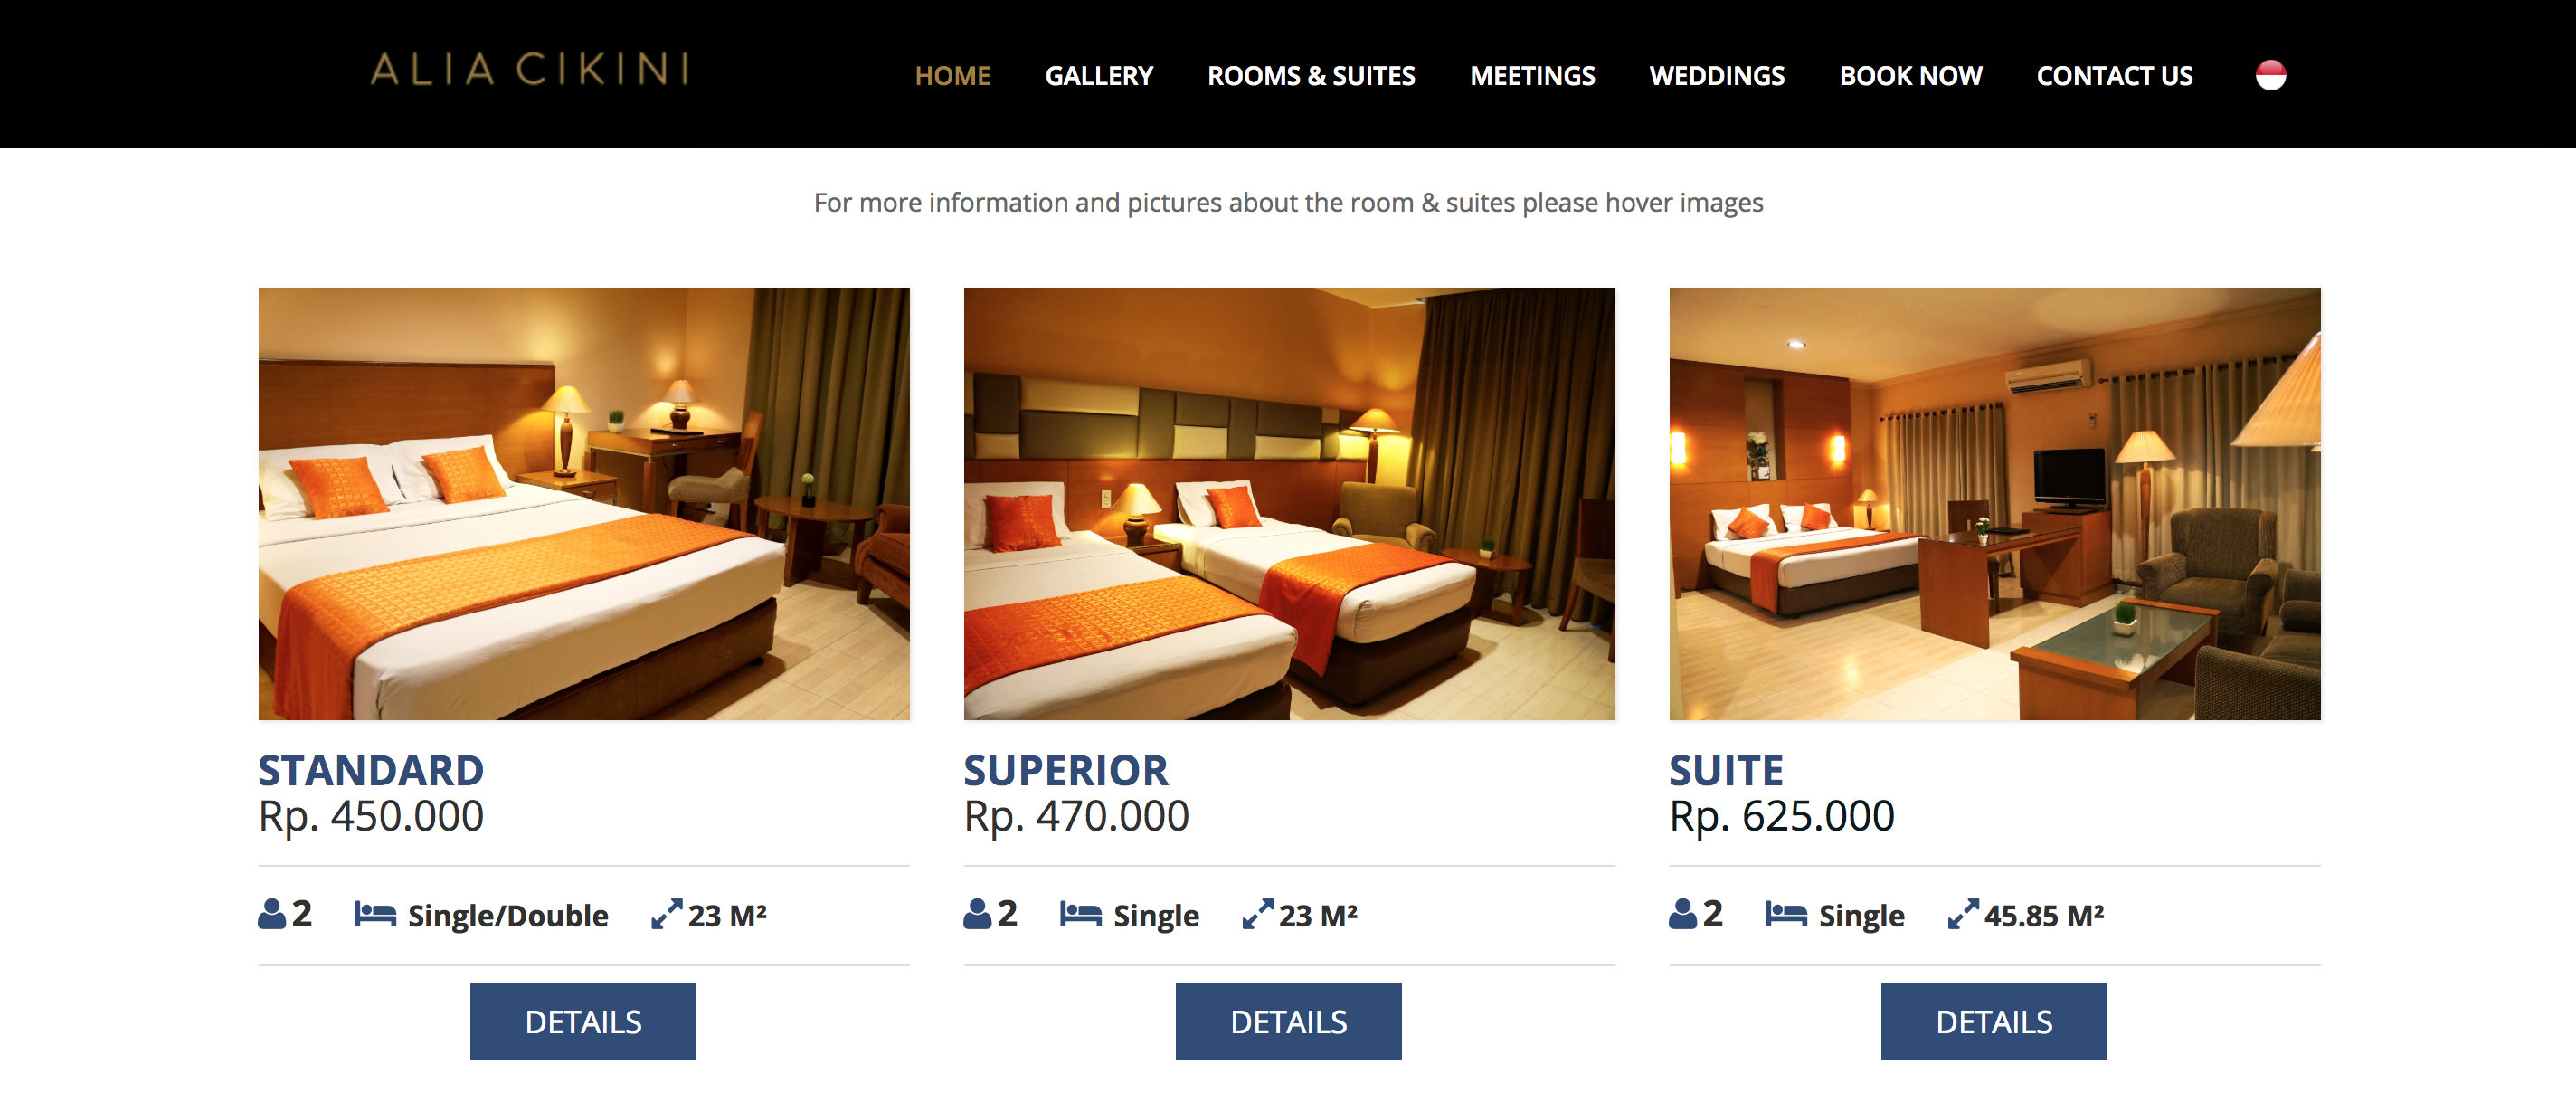 ALIA CIKINI
HOME GALLERY ROOMS & SUITES MEETINGS WEDDINGS BOOK NOW CONTACT US
For more information and pictures about the room & suites please hover images
STANDARD
Rp. 450.000
2 Single/Double 23 M²
DETAILS
SUPERIOR
Rp. 470.000
2 Single 23 M²
DETAILS
SUITE
Rp. 625.000
2 Single 45.85 M²
DETAILS